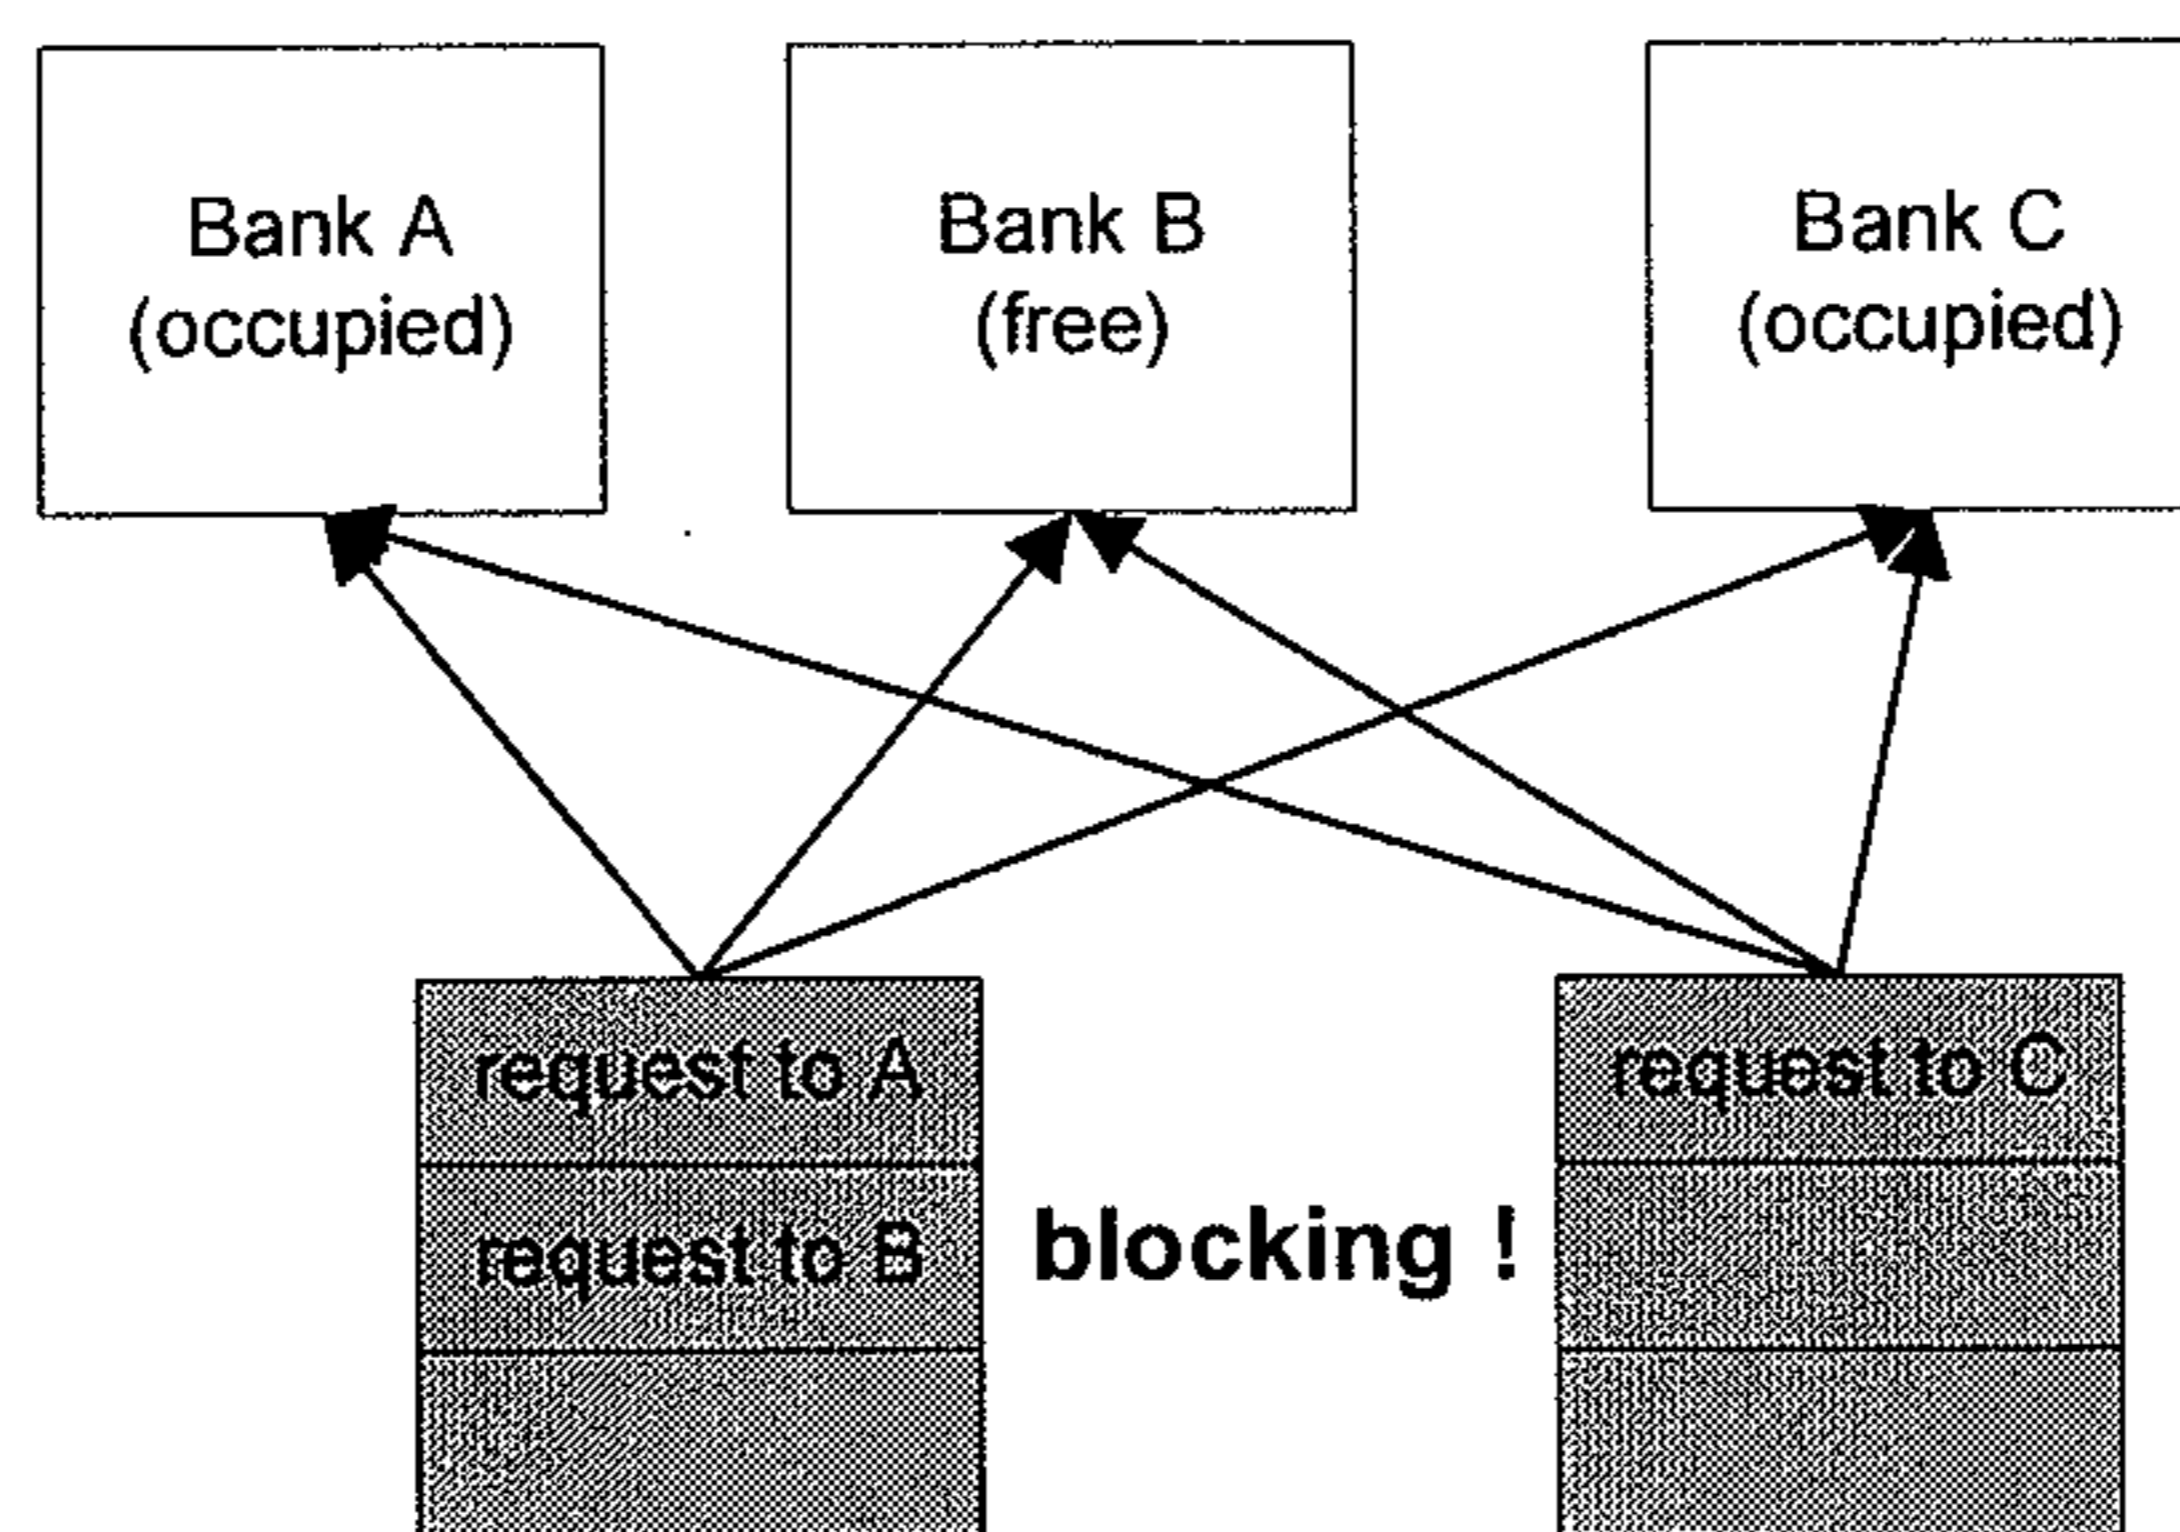 Bank A
(occupied)
Bank B
(free)
Bank C
(occupied)
request to A
request to B
blocking !
request to C